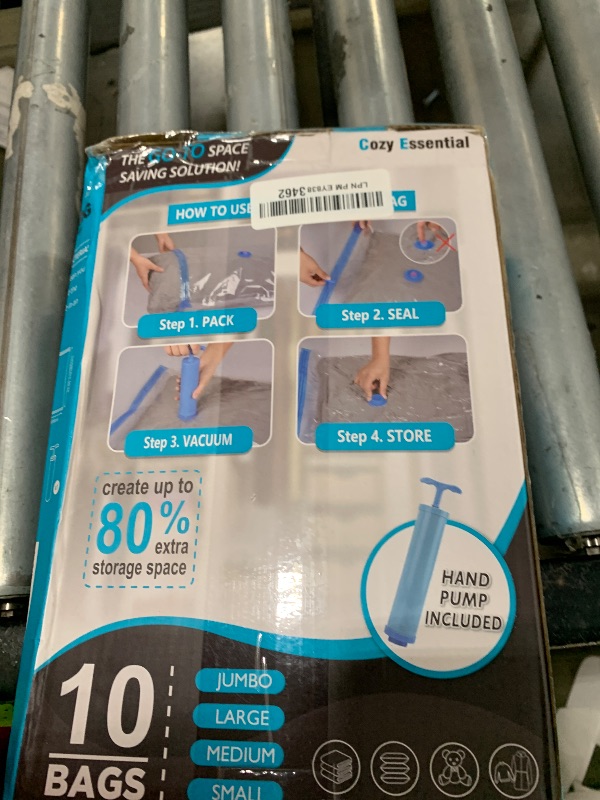 THE GO-TO SPACE
SAVING SOLUTION!
Cozy Essential
LPN PM EY838 3462
HOW TO USE
AG
Step 1. PACK
Step 2. SEAL
Step 3. VACUUM
Step 4. STORE
create up to
80%
extra
storage space
HAND
PUMP
INCLUDED
10
BAGS
JUMBO
LARGE
MEDIUM
SMALL